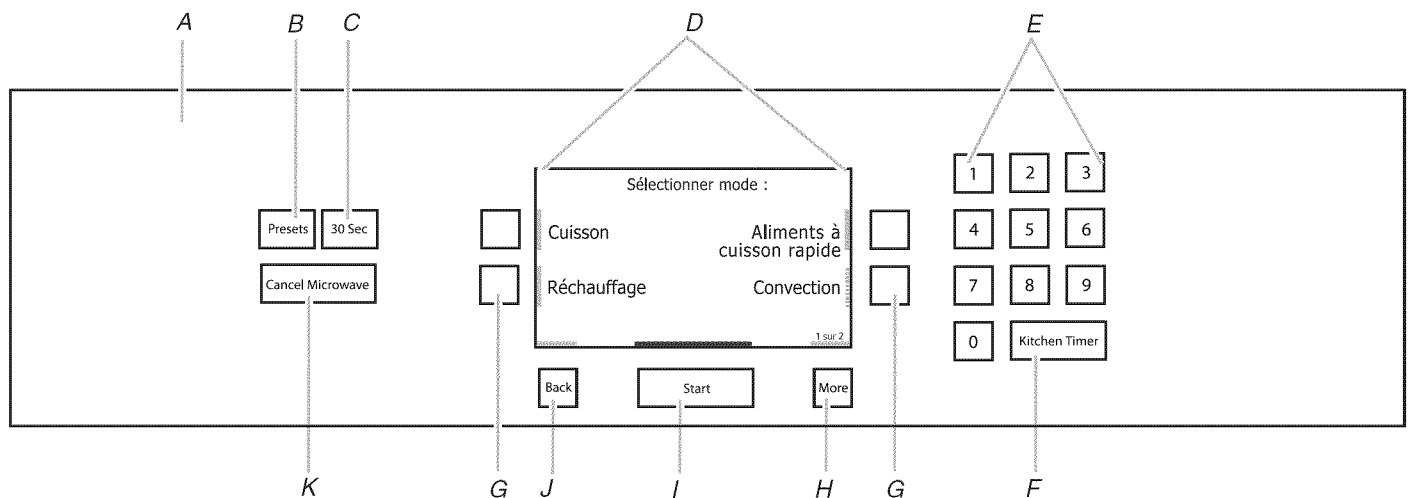 A
B
C
D
E
Sélectionner mode :
1
2
3
Presets
30 Sec
Cuisson
Aliments à
cuisson rapide
4
5
6
Cancel Microwave
Réchauffage
Convection
7
8
9
1 sur 2
0
Kitchen Timer
Back
Start
More
K
G
J
I
H
G
F